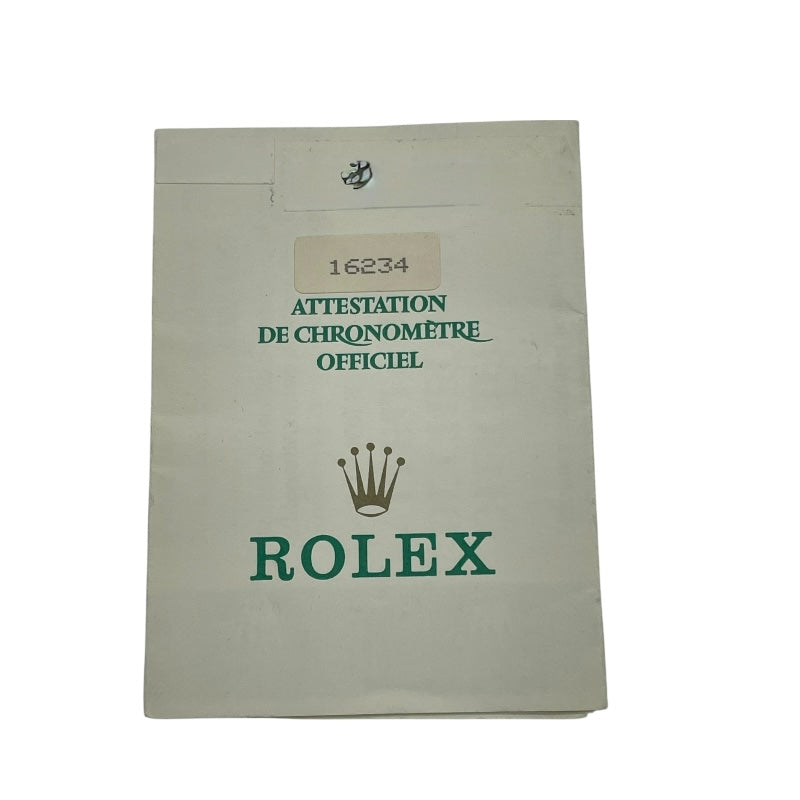 16234
ATTESTATION
DE CHRONOMÈTRE
OFFICIEL
ROLEX